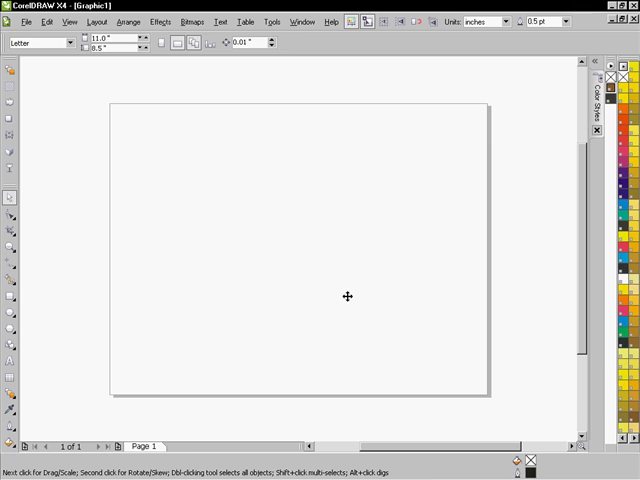 CorelDRAW X4 - [Graphic1]
File Edit View Layout Arrange Effects Bitmaps Text Table Tools Window Help Units: inches 0.5 pt
Letter 11.0" 8.5" 0.01"
Color Styles
1 of 1 Page 1
Next click for Drag/Scale; Second click for Rotate/Skew; Dbl-clicking tool selects all objects; Shift+click multi-selects; Alt+click digs